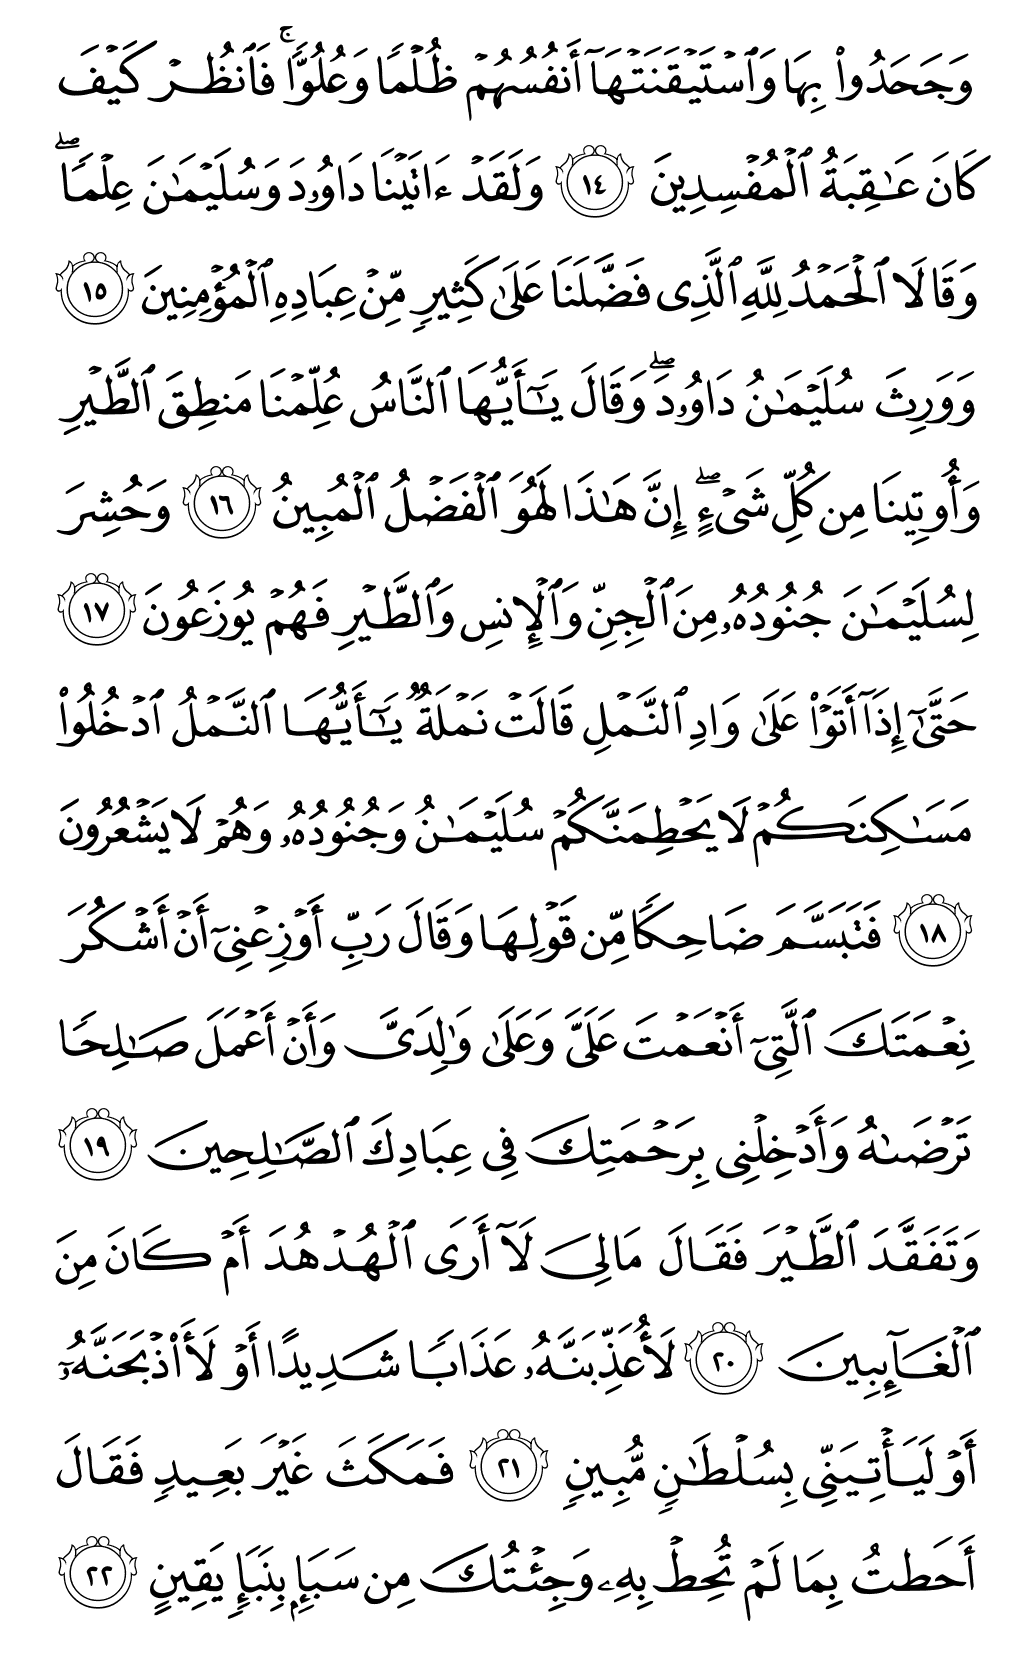 وَجَحَدُوا۟ بِهَا وَٱسْتَيْقَنَتْهَآ أَنفُسُهُمْ ظُلْمًا وَعُلُوًّا ۚ فَٱنظُرْ كَيْفَ
كَانَ عَـٰقِبَةُ ٱلْمُفْسِدِينَ ١٤ وَلَقَدْ ءَاتَيْنَا دَاوُۥدَ وَسُلَيْمَـٰنَ عِلْمًا ۖ
وَقَالَا ٱلْحَمْدُ لِلَّهِ ٱلَّذِى فَضَّلَنَا عَلَىٰ كَثِيرٍ مِّنْ عِبَادِهِ ٱلْمُؤْمِنِينَ ١٥
وَوَرِثَ سُلَيْمَـٰنُ دَاوُۥدَ ۖ وَقَالَ يَـٰٓأَيُّهَا ٱلنَّاسُ عُلِّمْنَا مَنطِقَ ٱلطَّيْرِ
وَأُوتِينَا مِن كُلِّ شَىْءٍ ۖ إِنَّ هَـٰذَا لَهُوَ ٱلْفَضْلُ ٱلْمُبِينُ ١٦ وَحُشِرَ
لِسُلَيْمَـٰنَ جُنُودُهُۥ مِنَ ٱلْجِنِّ وَٱلْإِنسِ وَٱلطَّيْرِ فَهُمْ يُوزَعُونَ ١٧
حَتَّىٰٓ إِذَآ أَتَوْا۟ عَلَىٰ وَادِ ٱلنَّمْلِ قَالَتْ نَمْلَةٌ يَـٰٓأَيُّهَا ٱلنَّمْلُ ٱدْخُلُوا۟
مَسَـٰكِنَكُمْ لَا يَحْطِمَنَّكُمْ سُلَيْمَـٰنُ وَجُنُودُهُۥ وَهُمْ لَا يَشْعُرُونَ
١٨ فَتَبَسَّمَ ضَاحِكًا مِّن قَوْلِهَا وَقَالَ رَبِّ أَوْزِعْنِىٓ أَنْ أَشْكُرَ
نِعْمَتَكَ ٱلَّتِىٓ أَنْعَمْتَ عَلَىَّ وَعَلَىٰ وَٰلِدَىَّ وَأَنْ أَعْمَلَ صَـٰلِحًا
تَرْضَىٰهُ وَأَدْخِلْنِى بِرَحْمَتِكَ فِى عِبَادِكَ ٱلصَّـٰلِحِينَ ١٩
وَتَفَقَّدَ ٱلطَّيْرَ فَقَالَ مَا لِىَ لَآ أَرَى ٱلْهُدْهُدَ أَمْ كَانَ مِنَ
ٱلْغَآئِبِينَ ٢٠ لَأُعَذِّبَنَّهُۥ عَذَابًا شَدِيدًا أَوْ لَأَا۟ذْبَحَنَّهُۥٓ
أَوْ لَيَأْتِيَنِّى بِسُلْطَـٰنٍ مُّبِينٍ ٢١ فَمَكَثَ غَيْرَ بَعِيدٍ فَقَالَ
أَحَطتُ بِمَا لَمْ تُحِطْ بِهِۦ وَجِئْتُكَ مِن سَبَإٍۭ بِنَبَإٍ يَقِينٍ ٢٢